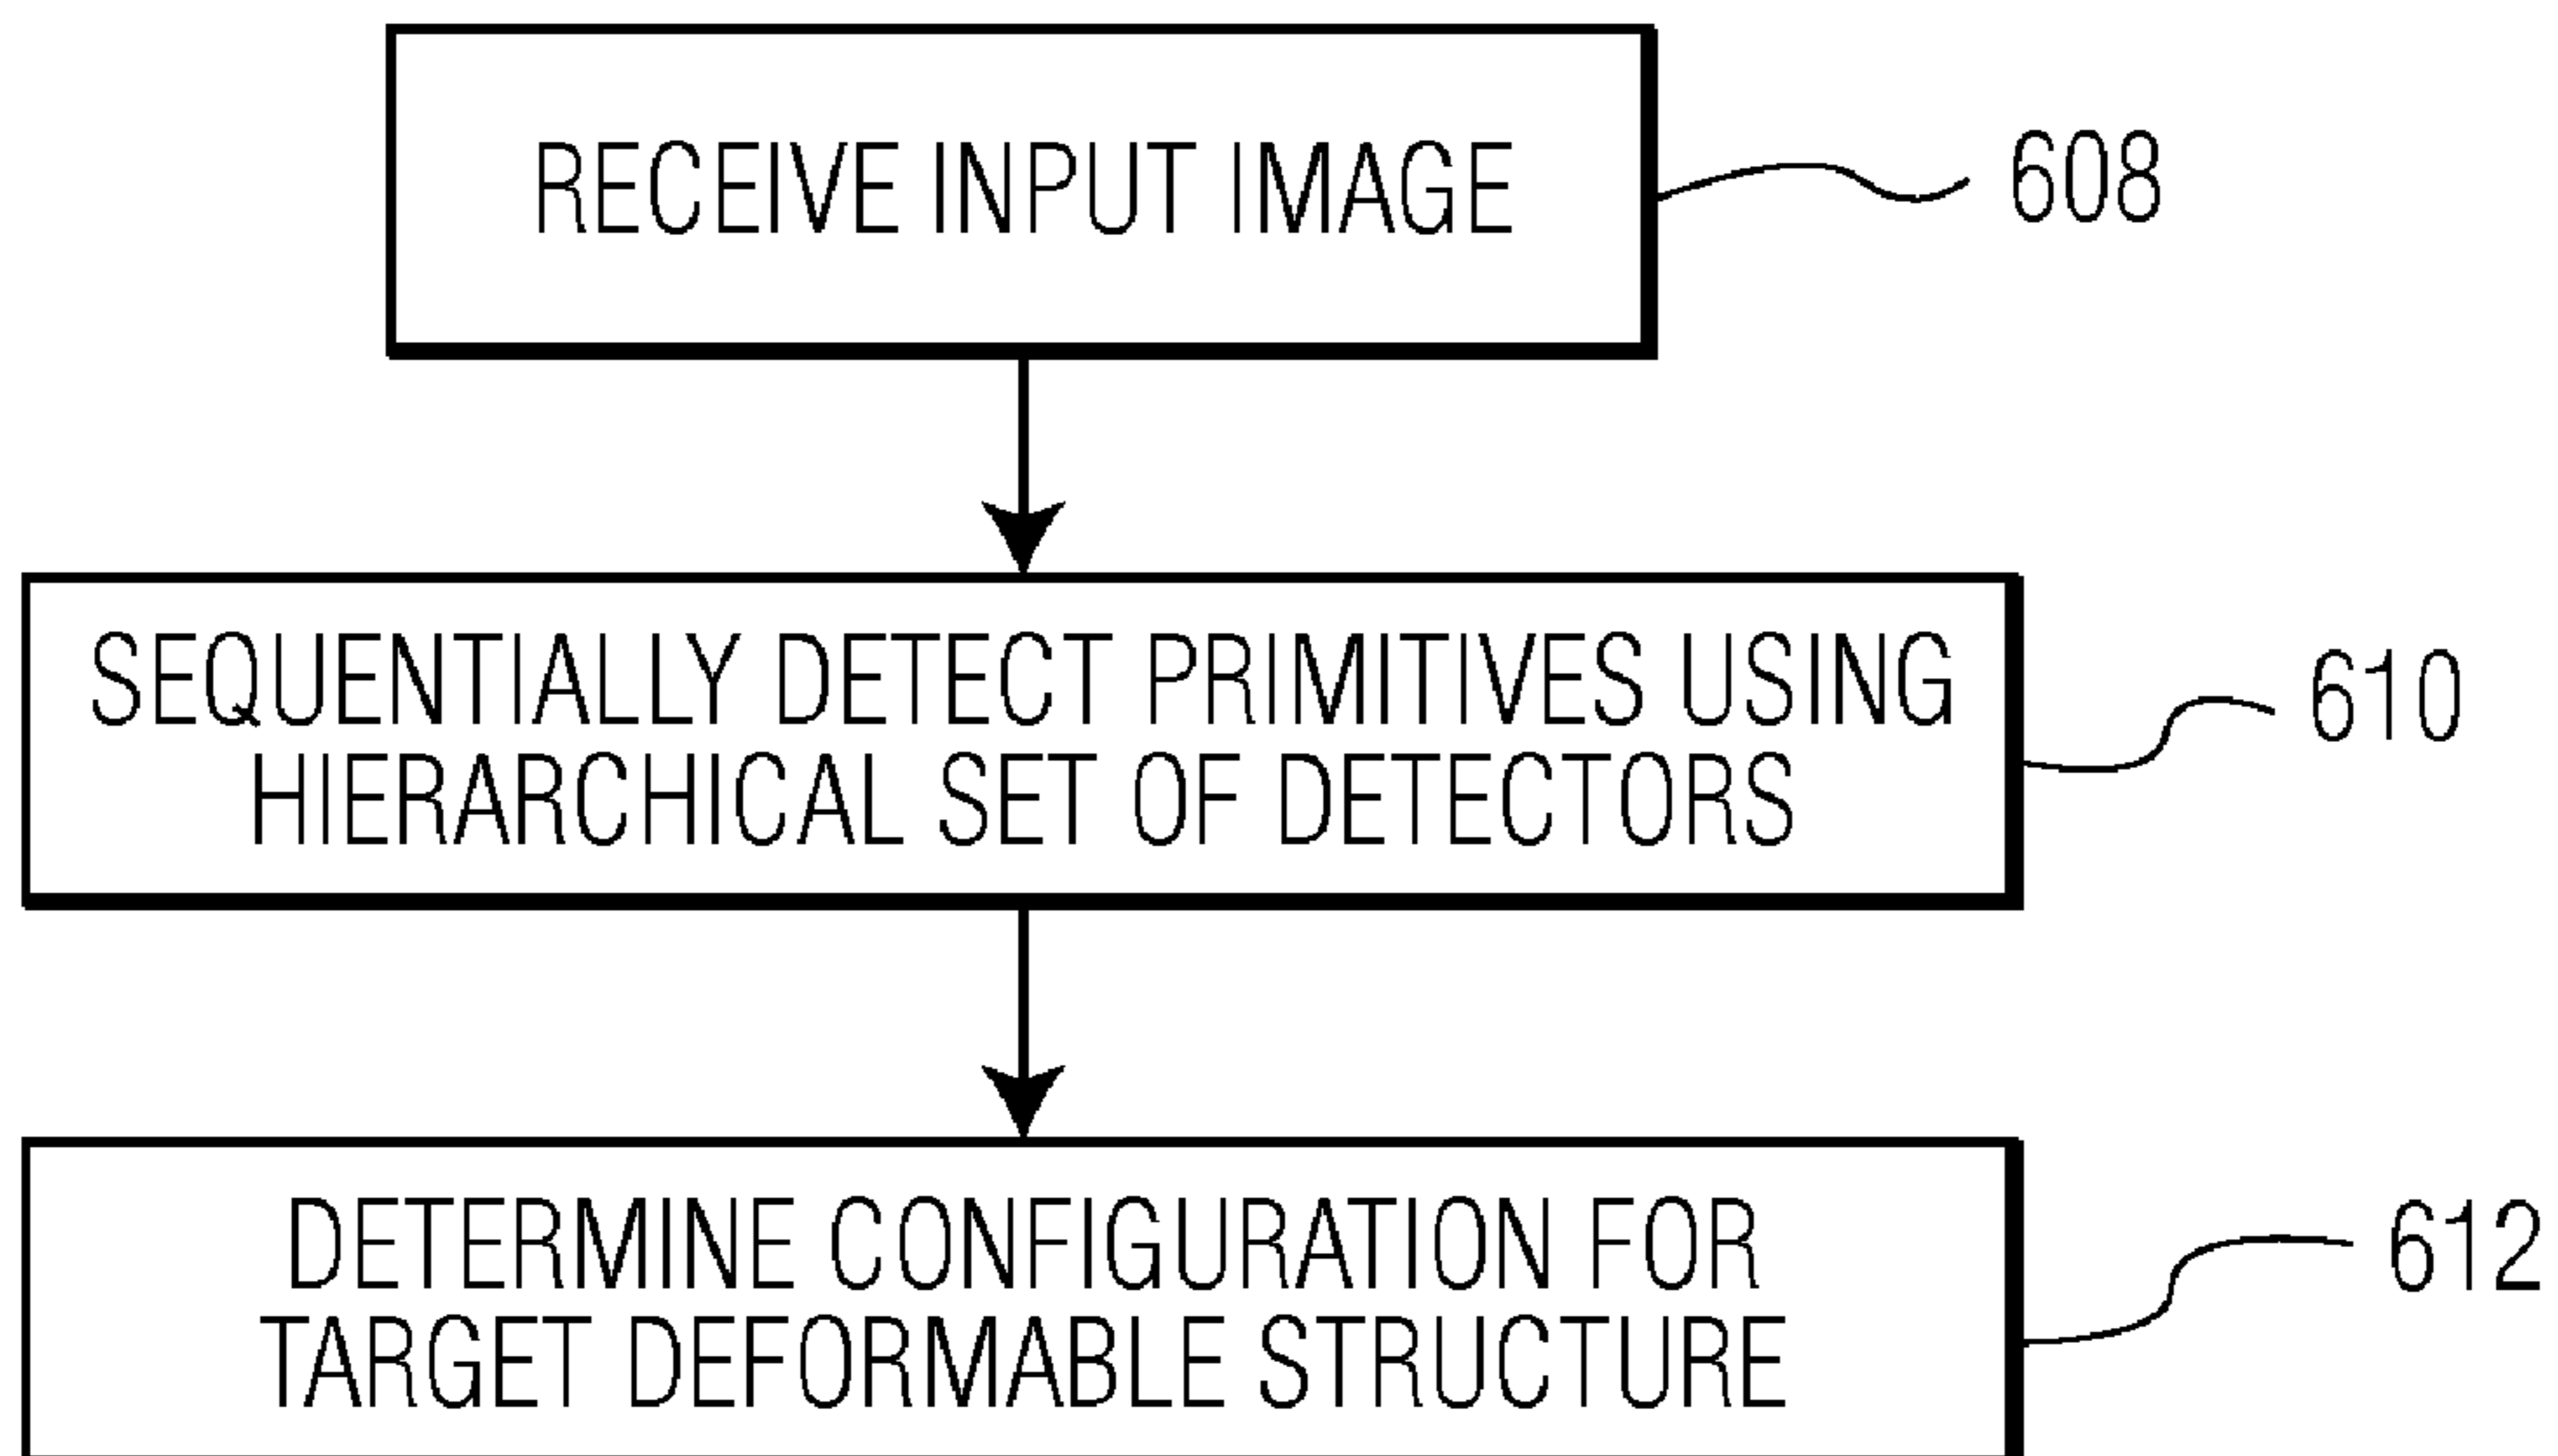 RECEIVE INPUT IMAGE
608
SEQUENTIALLY DETECT PRIMITIVES USING
HIERARCHICAL SET OF DETECTORS
610
DETERMINE CONFIGURATION FOR
TARGET DEFORMABLE STRUCTURE
612